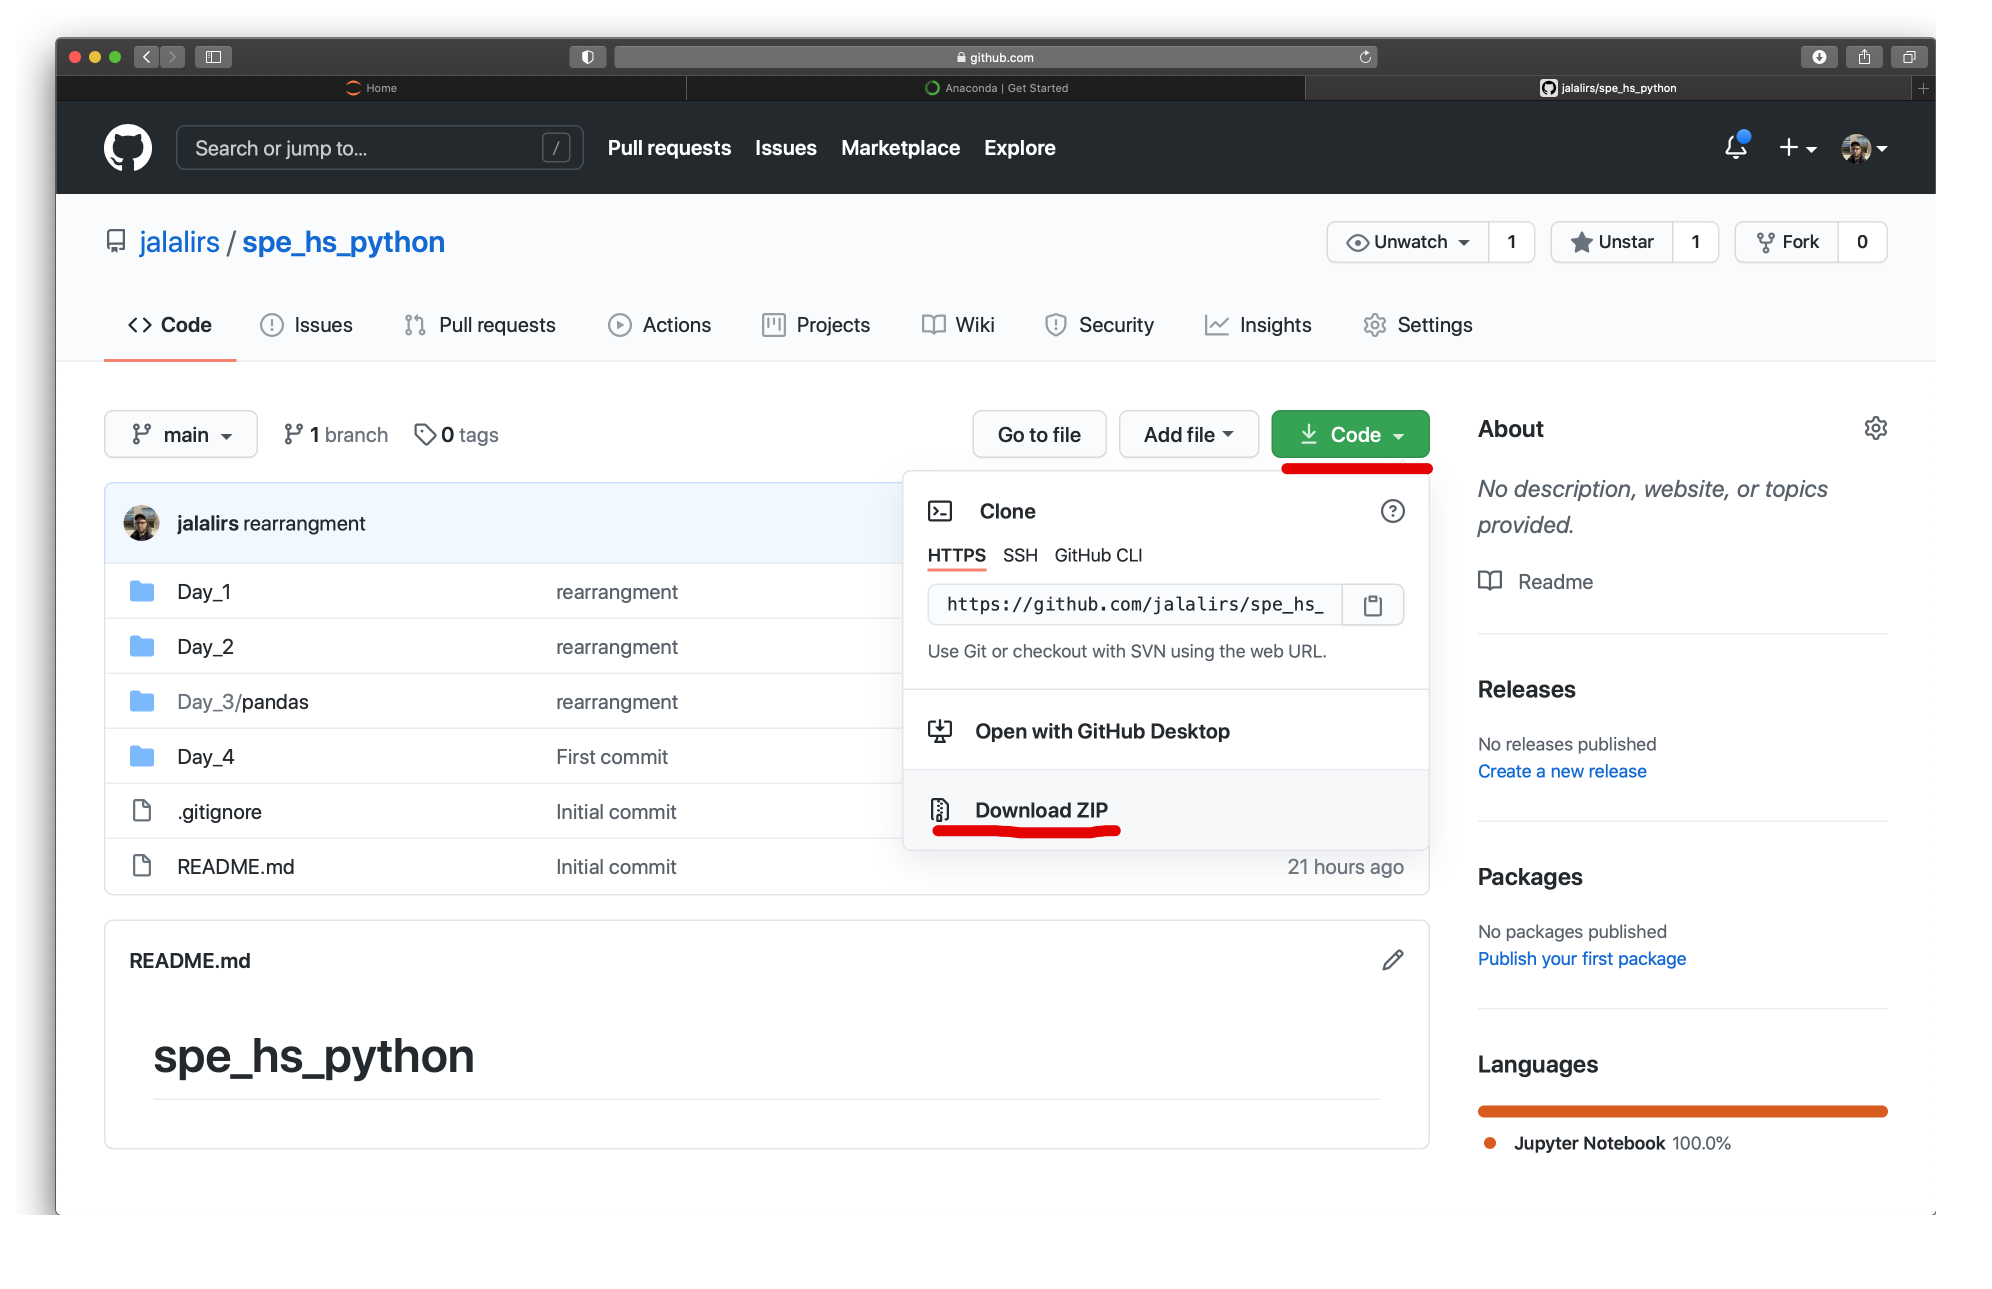 github.com
Home
Anaconda | Get Started
jalalirs/spe_hs_python
Search or jump to... /
Pull requests Issues Marketplace Explore
jalalirs / spe_hs_python
Unwatch 1 Unstar 1 Fork 0
Code Issues Pull requests Actions Projects Wiki Security Insights Settings
main 1 branch 0 tags Go to file Add file Code
jalalirs rearrangment
Day_1 rearrangment
Day_2 rearrangment
Day_3/pandas rearrangment
Day_4 First commit
.gitignore Initial commit
README.md Initial commit 21 hours ago
Clone
HTTPS SSH GitHub CLI
https://github.com/jalalirs/spe_hs_
Use Git or checkout with SVN using the web URL.
Open with GitHub Desktop
Download ZIP
README.md
spe_hs_python
About
No description, website, or topics
provided.
Readme
Releases
No releases published
Create a new release
Packages
No packages published
Publish your first package
Languages
Jupyter Notebook 100.0%